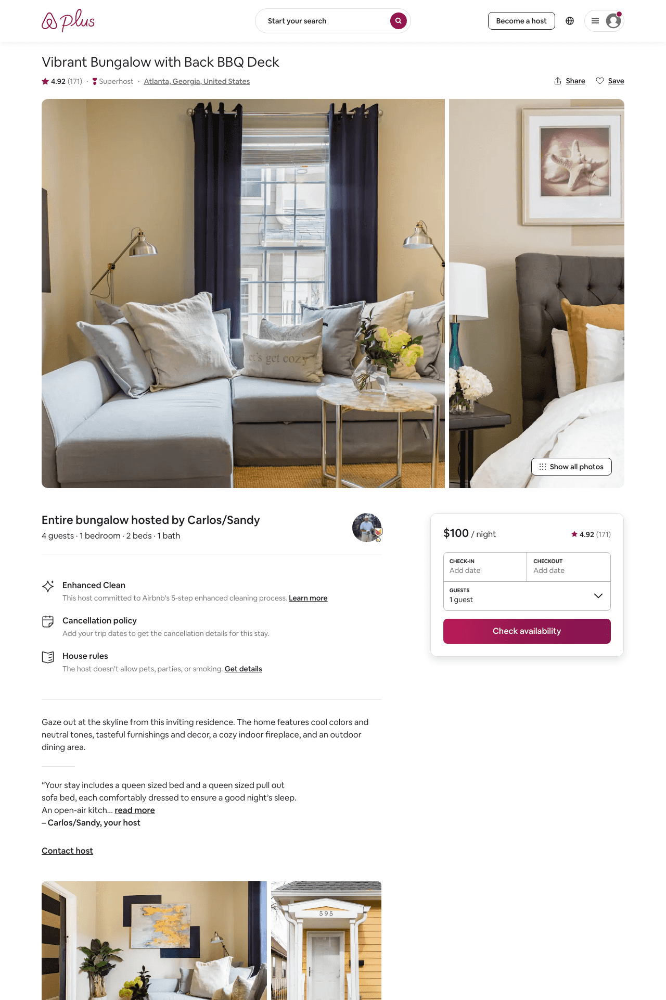 plus
Start your search
Become a host
Vibrant Bungalow with Back BBQ Deck
4.92 (171) · Superhost · Atlanta, Georgia, United States
Share
Save
let's get cozy
Show all photos
Entire bungalow hosted by Carlos/Sandy
4 guests · 1 bedroom · 2 beds · 1 bath
$100 / night
4.92 (171)
CHECK-IN
Add date
CHECKOUT
Add date
GUESTS
1 guest
Check availability
Enhanced Clean
This host committed to Airbnb's 5-step enhanced cleaning process. Learn more
Cancellation policy
Add your trip dates to get the cancellation details for this stay.
House rules
The host doesn’t allow pets, parties, or smoking. Get details
Gaze out at the skyline from this inviting residence. The home features cool colors and
neutral tones, tasteful furnishings and decor, a cozy indoor fireplace, and an outdoor
dining area.
“Your stay includes a queen sized bed and a queen sized pull out
sofa bed, each comfortably dressed to ensure a good night’s sleep.
An open-air kitch... read more
– Carlos/Sandy, your host
Contact host
595